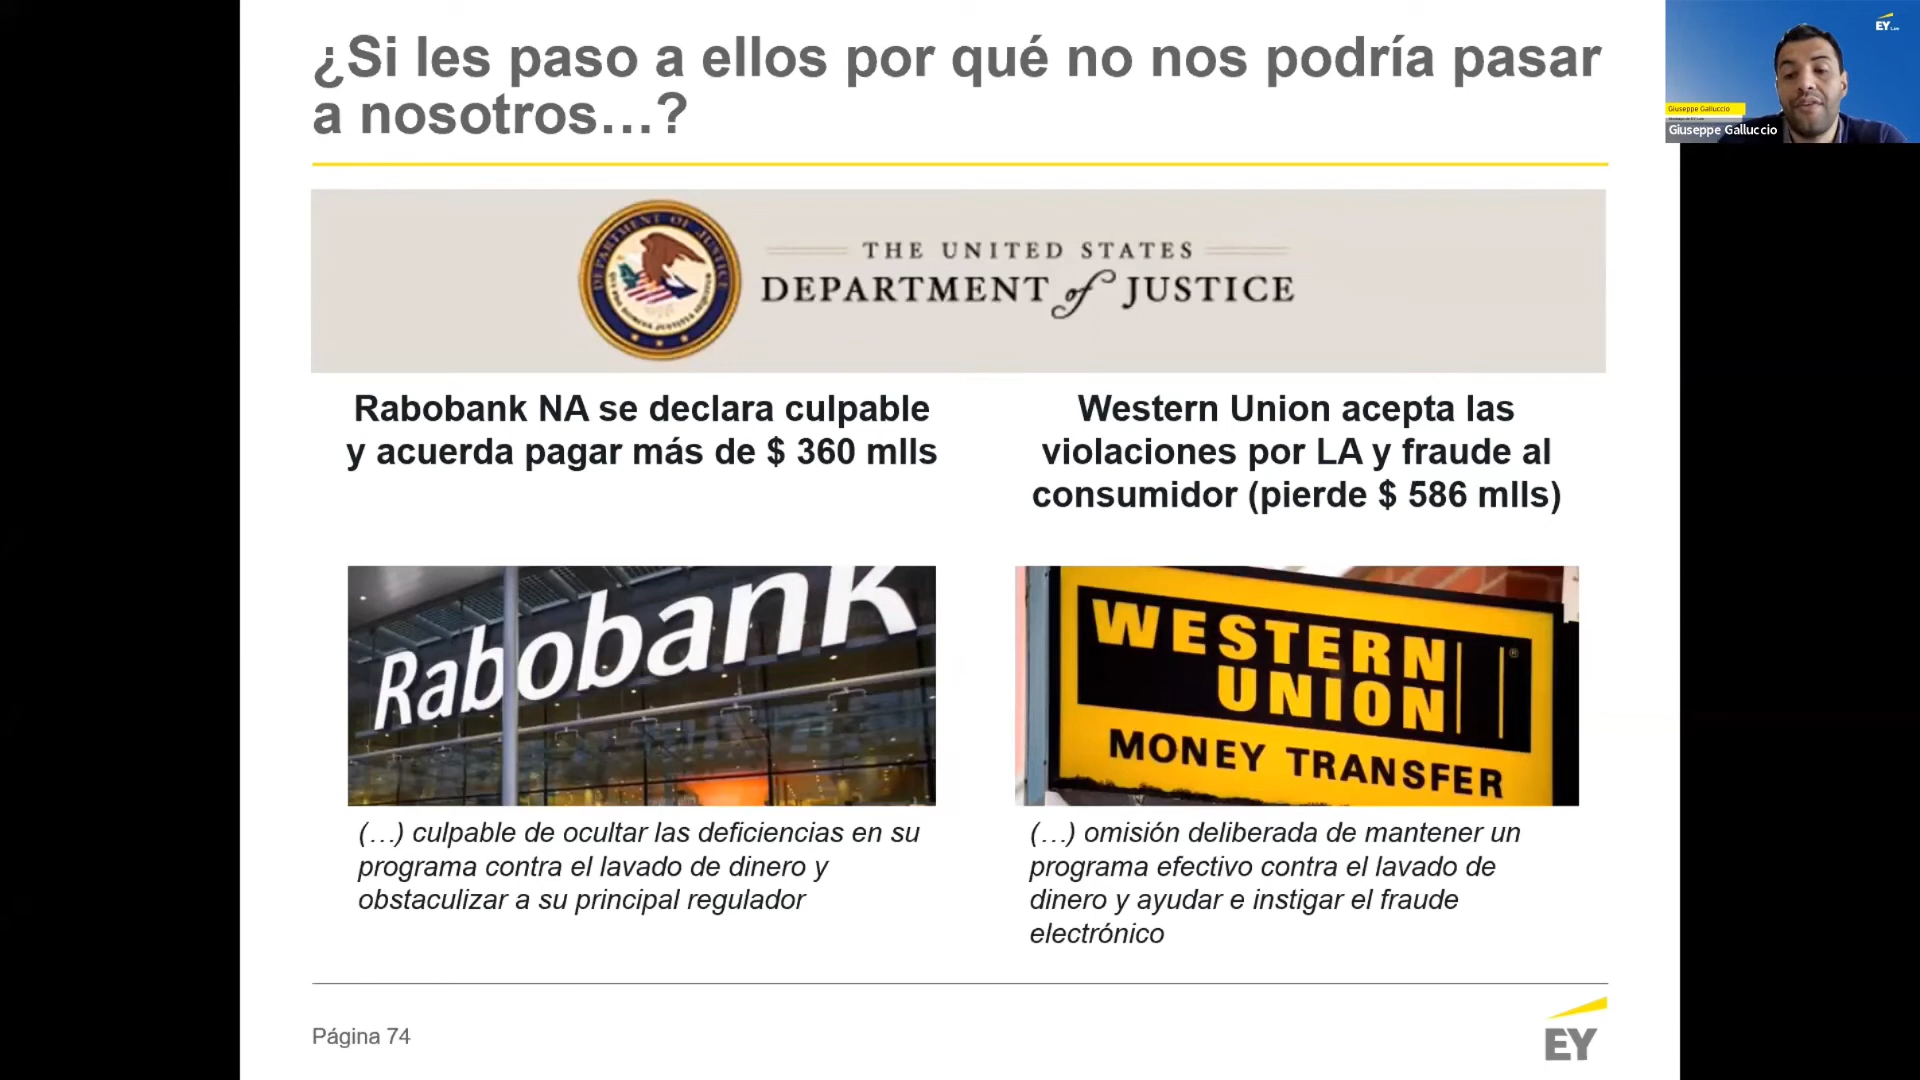 ¿Si les paso a ellos por qué no nos podría pasar
a nosotros…?
EY
Giuseppe Galluccio
Giuseppe Galluccio
THE UNITED STATES
DEPARTMENT of JUSTICE
Rabobank NA se declara culpable
y acuerda pagar más de $ 360 mlls
Western Union acepta las
violaciones por LA y fraude al
consumidor (pierde $ 586 mlls)
Rabobank
WESTERN
UNION
®
MONEY TRANSFER
(…) culpable de ocultar las deficiencias en su
programa contra el lavado de dinero y
obstaculizar a su principal regulador
(…) omisión deliberada de mantener un
programa efectivo contra el lavado de
dinero y ayudar e instigar el fraude
electrónico
Página 74
EY